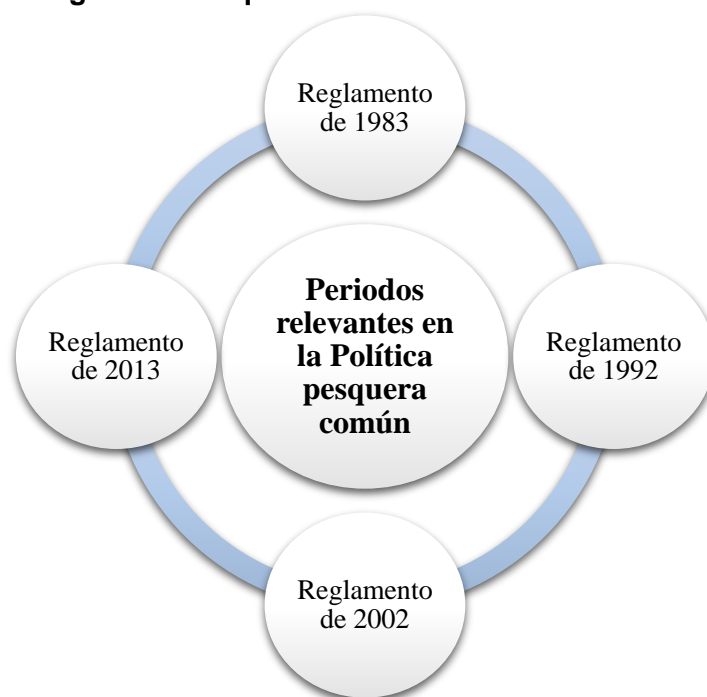 Reglamento
de 1983
Periodos
relevantes en
la Política
pesquera
común
Reglamento
de 2013
Reglamento
de 1992
Reglamento
de 2002